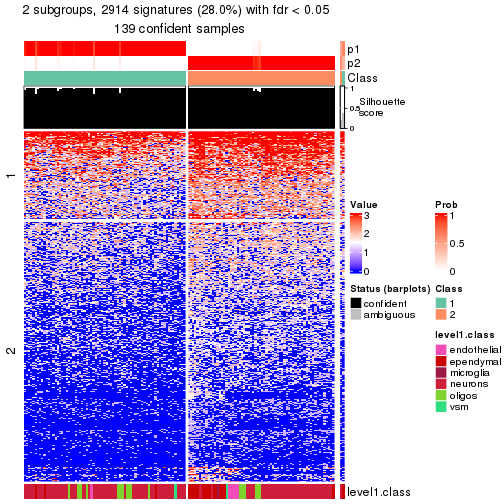 2 subgroups, 2914 signatures (28.0%) with fdr < 0.05
139 confident samples
p1
p2
Class
1
0.5
0
Silhouette
score
1
2
level1.class
Value
3
2
1
0
Prob
1
0.5
0
Status (barplots)
confident
ambiguous
Class
1
2
level1.class
endothelial
ependymal
microglia
neurons
oligos
vsm